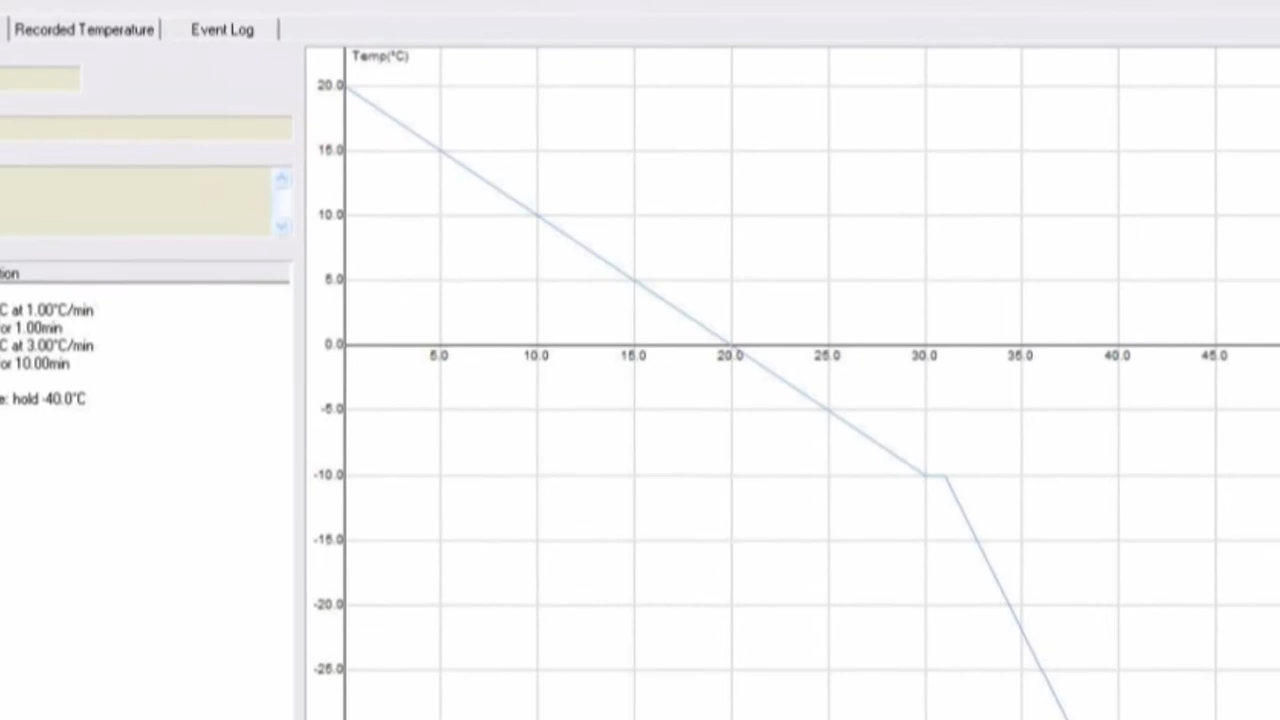 Recorded Temperature Event Log
Temp(°C)
20.0
15.0
10.0
5.0
0.0
5.0 10.0 15.0 20.0 25.0 30.0 35.0 40.0 45.0
-5.0
-10.0
-15.0
-20.0
-25.0
tion
C at 1.00°C/min
or 1.00min
C at 3.00°C/min
or 10.00min
e: hold -40.0°C